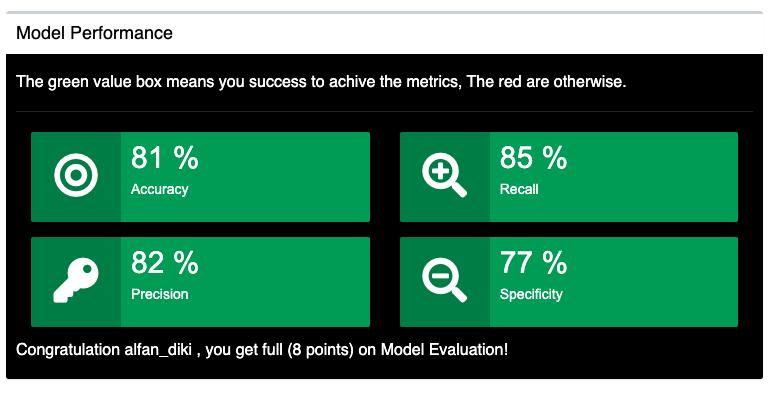 Model Performance
The green value box means you success to achive the metrics, The red are otherwise.
81 %
Accuracy
85 %
Recall
82 %
Precision
77 %
Specificity
Congratulation alfan_diki , you get full (8 points) on Model Evaluation!